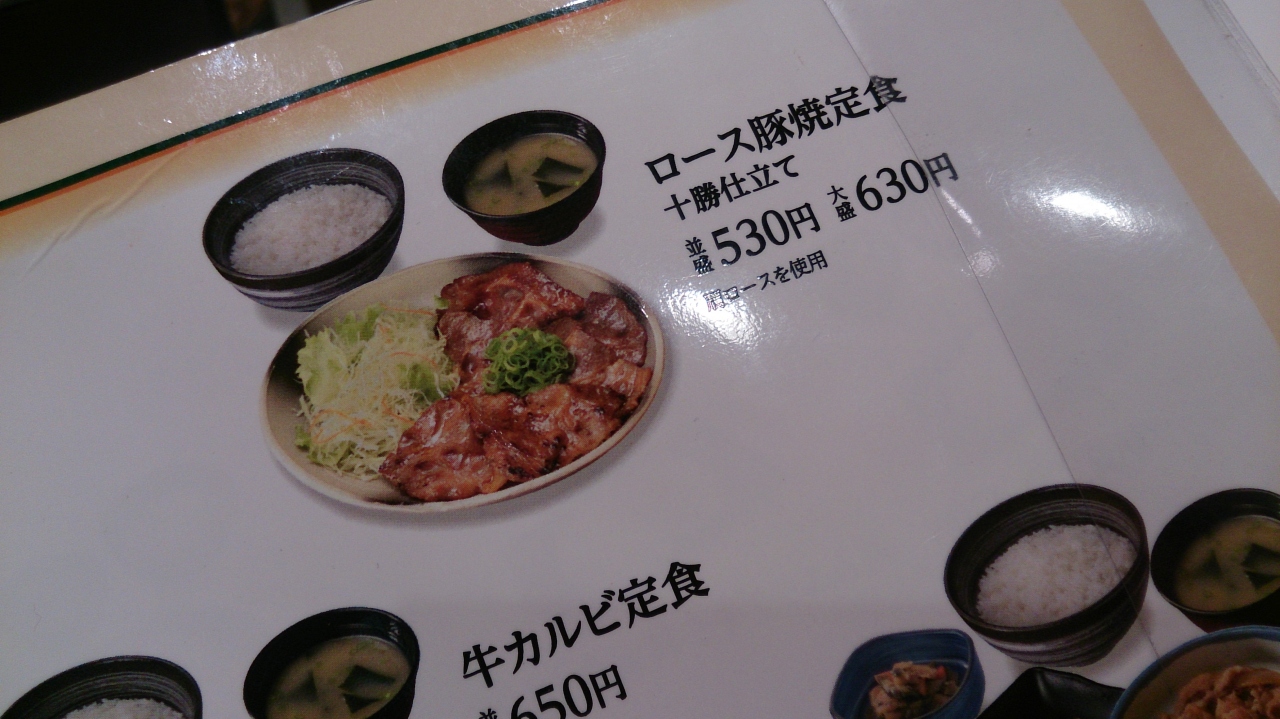 ロース豚焼定食
十勝仕立て
並盛530円 大盛630円
肩ロースを使用
牛カルビ定食
並 650円